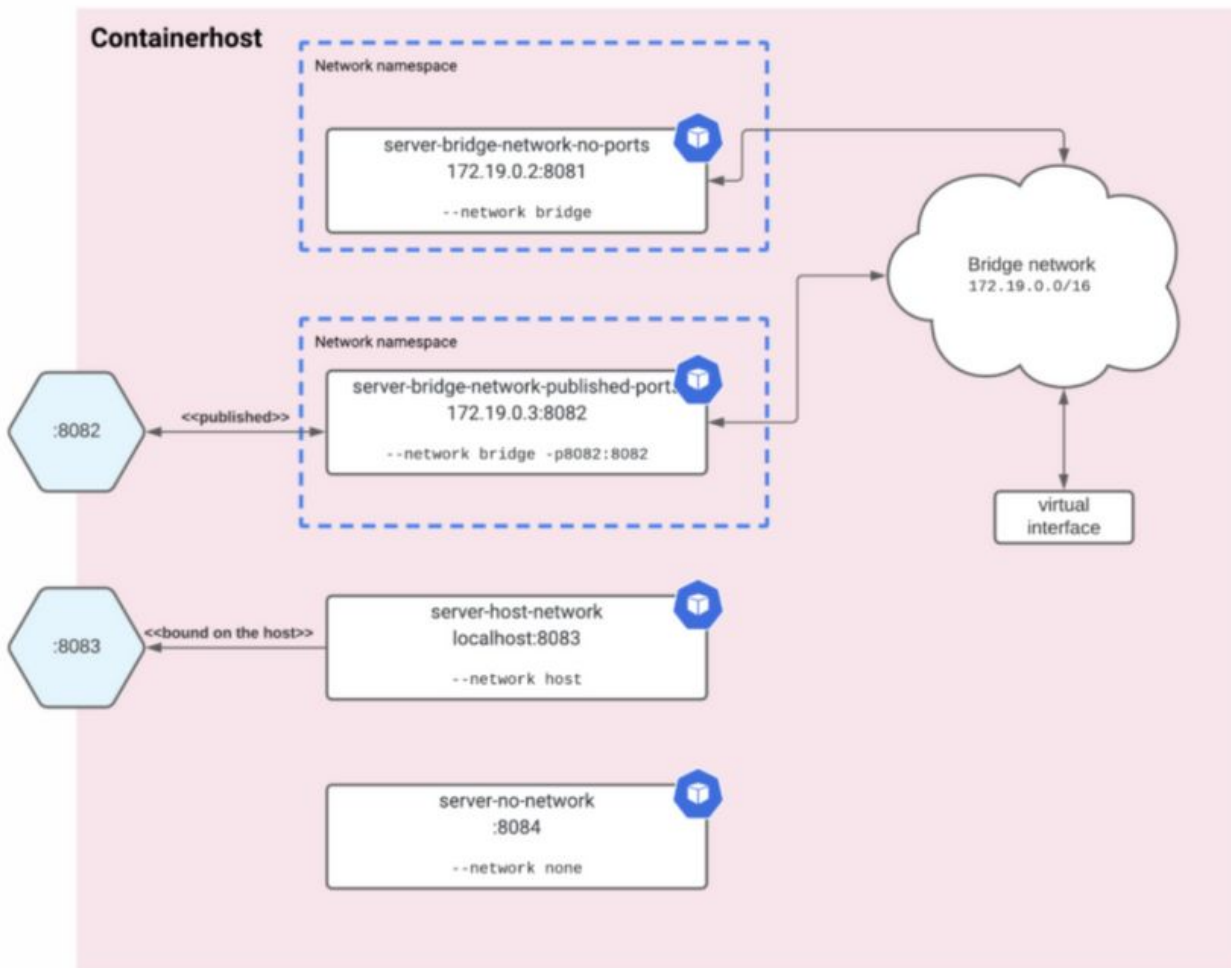 Containerhost
Network namespace
server-bridge-network-no-ports
172.19.0.2:8081
--network bridge
Bridge network
172.19.0.0/16
Network namespace
server-bridge-network-published-port
172.19.0.3:8082
--network bridge -p8082:8082
:8082
<<published>>
virtual
interface
server-host-network
localhost:8083
--network host
:8083
<<bound on the host>>
server-no-network
:8084
--network none